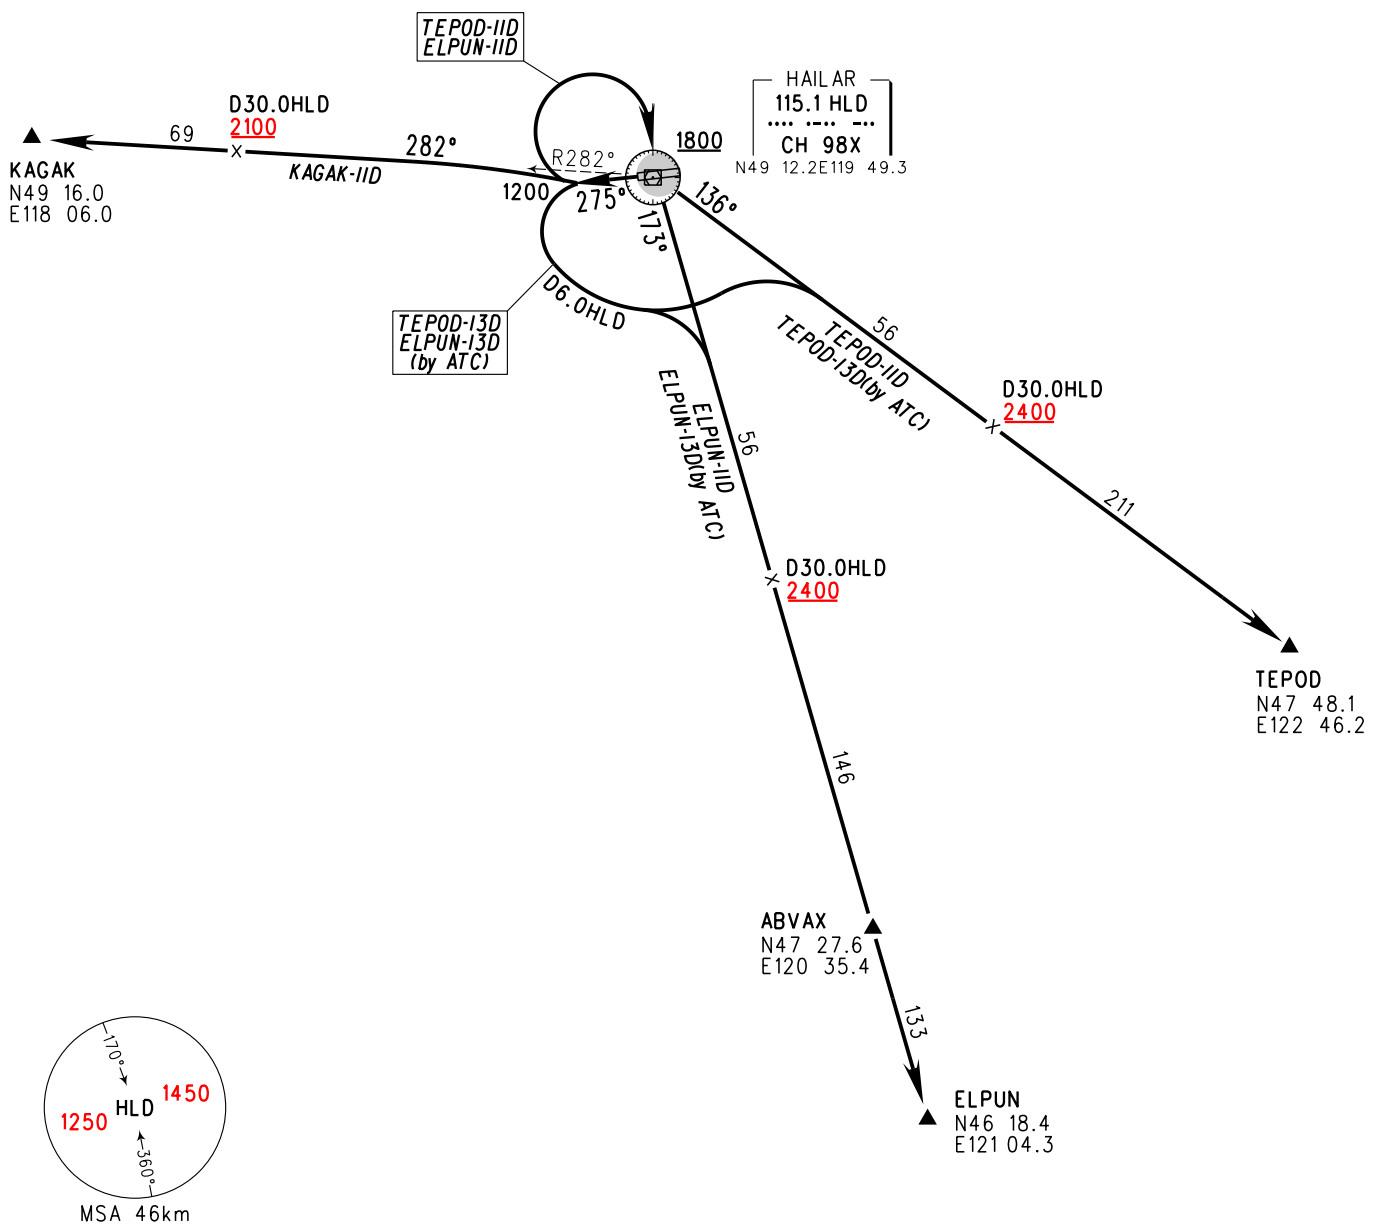 TEPOD-11D
ELPUN-11D
HAILAR
115.1 HLD
CH 98X
N49 12.2E119 49.3
D30.0HLD
2100
69
282°
KAGAK-11D
KAGAK
N49 16.0
E118 06.0
R282°
1200
275°
1800
136°
173°
D6.0HLD
TEPOD-13D
ELPUN-13D
(by ATC)
56
TEPOD-11D
TEPOD-13D(by ATC)
D30.0HLD
2400
211
TEPOD
N47 48.1
E122 46.2
56
ELPUN-11D
ELPUN-13D(by ATC)
D30.0HLD
2400
146
ABVAX
N47 27.6
E120 35.4
133
ELPUN
N46 18.4
E121 04.3
170°
1450
HLD
1250
360°
MSA 46km